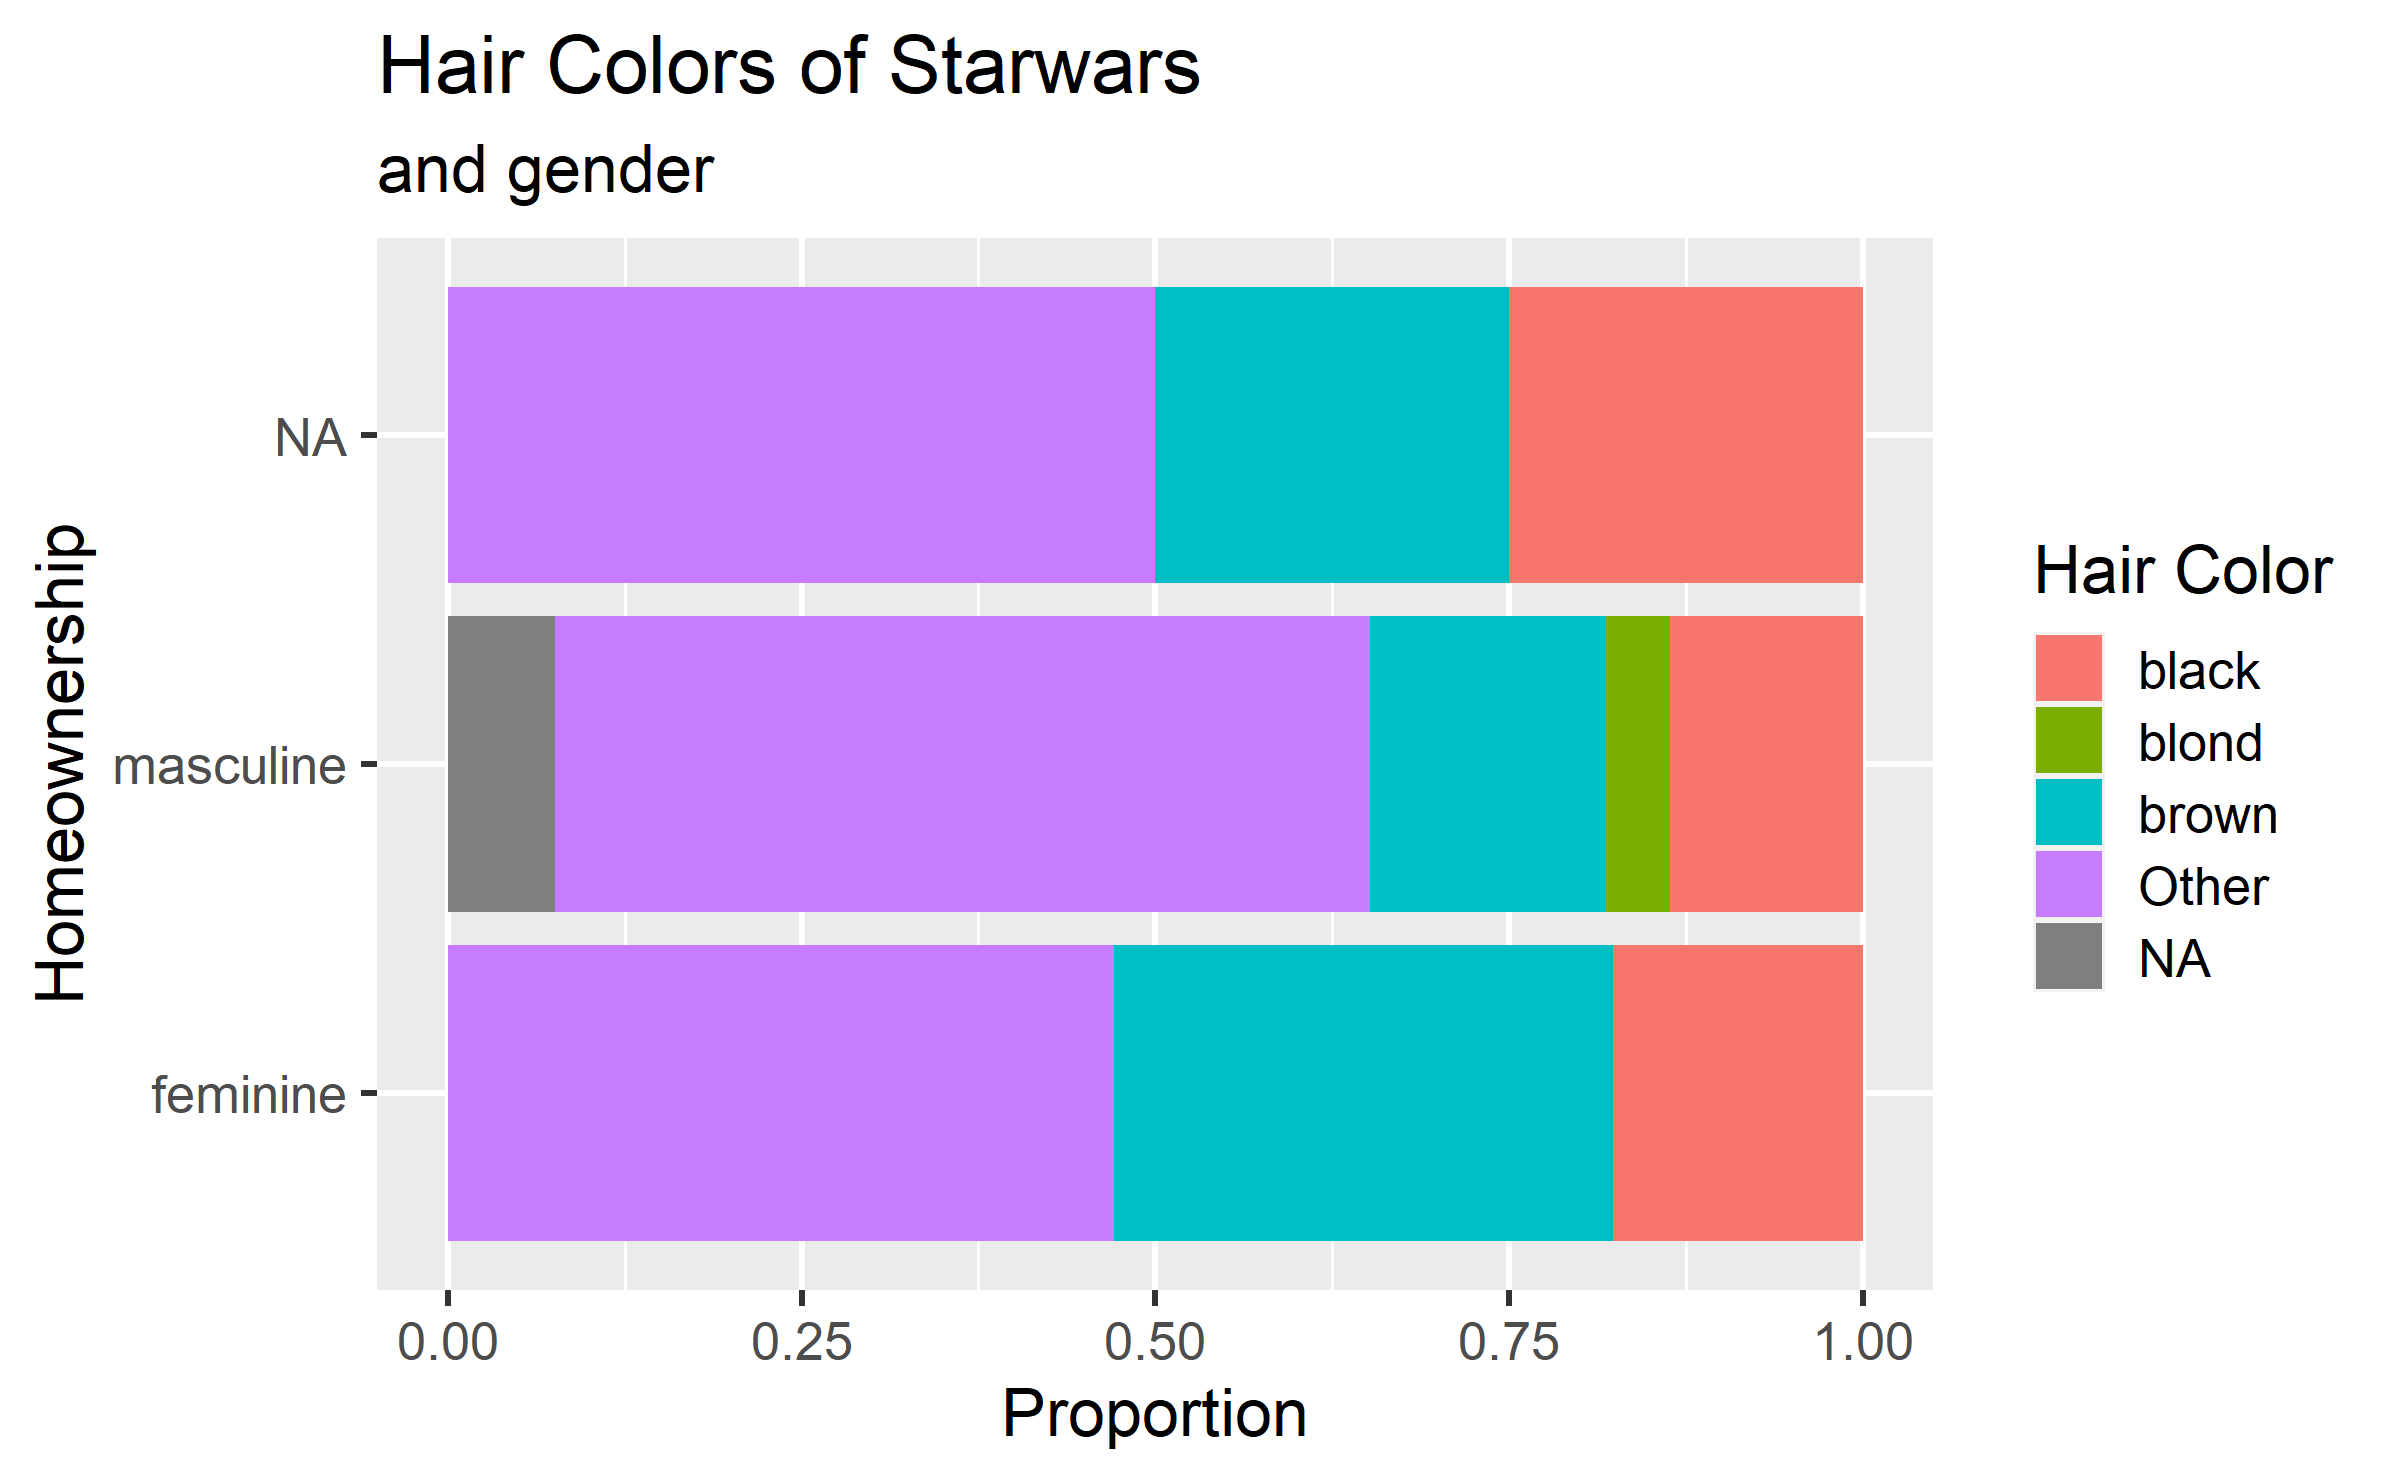 Hair Colors of Starwars
and gender
Homeownership
NA
masculine
feminine
0.00 0.25 0.50 0.75 1.00
Proportion
Hair Color
black
blond
brown
Other
NA